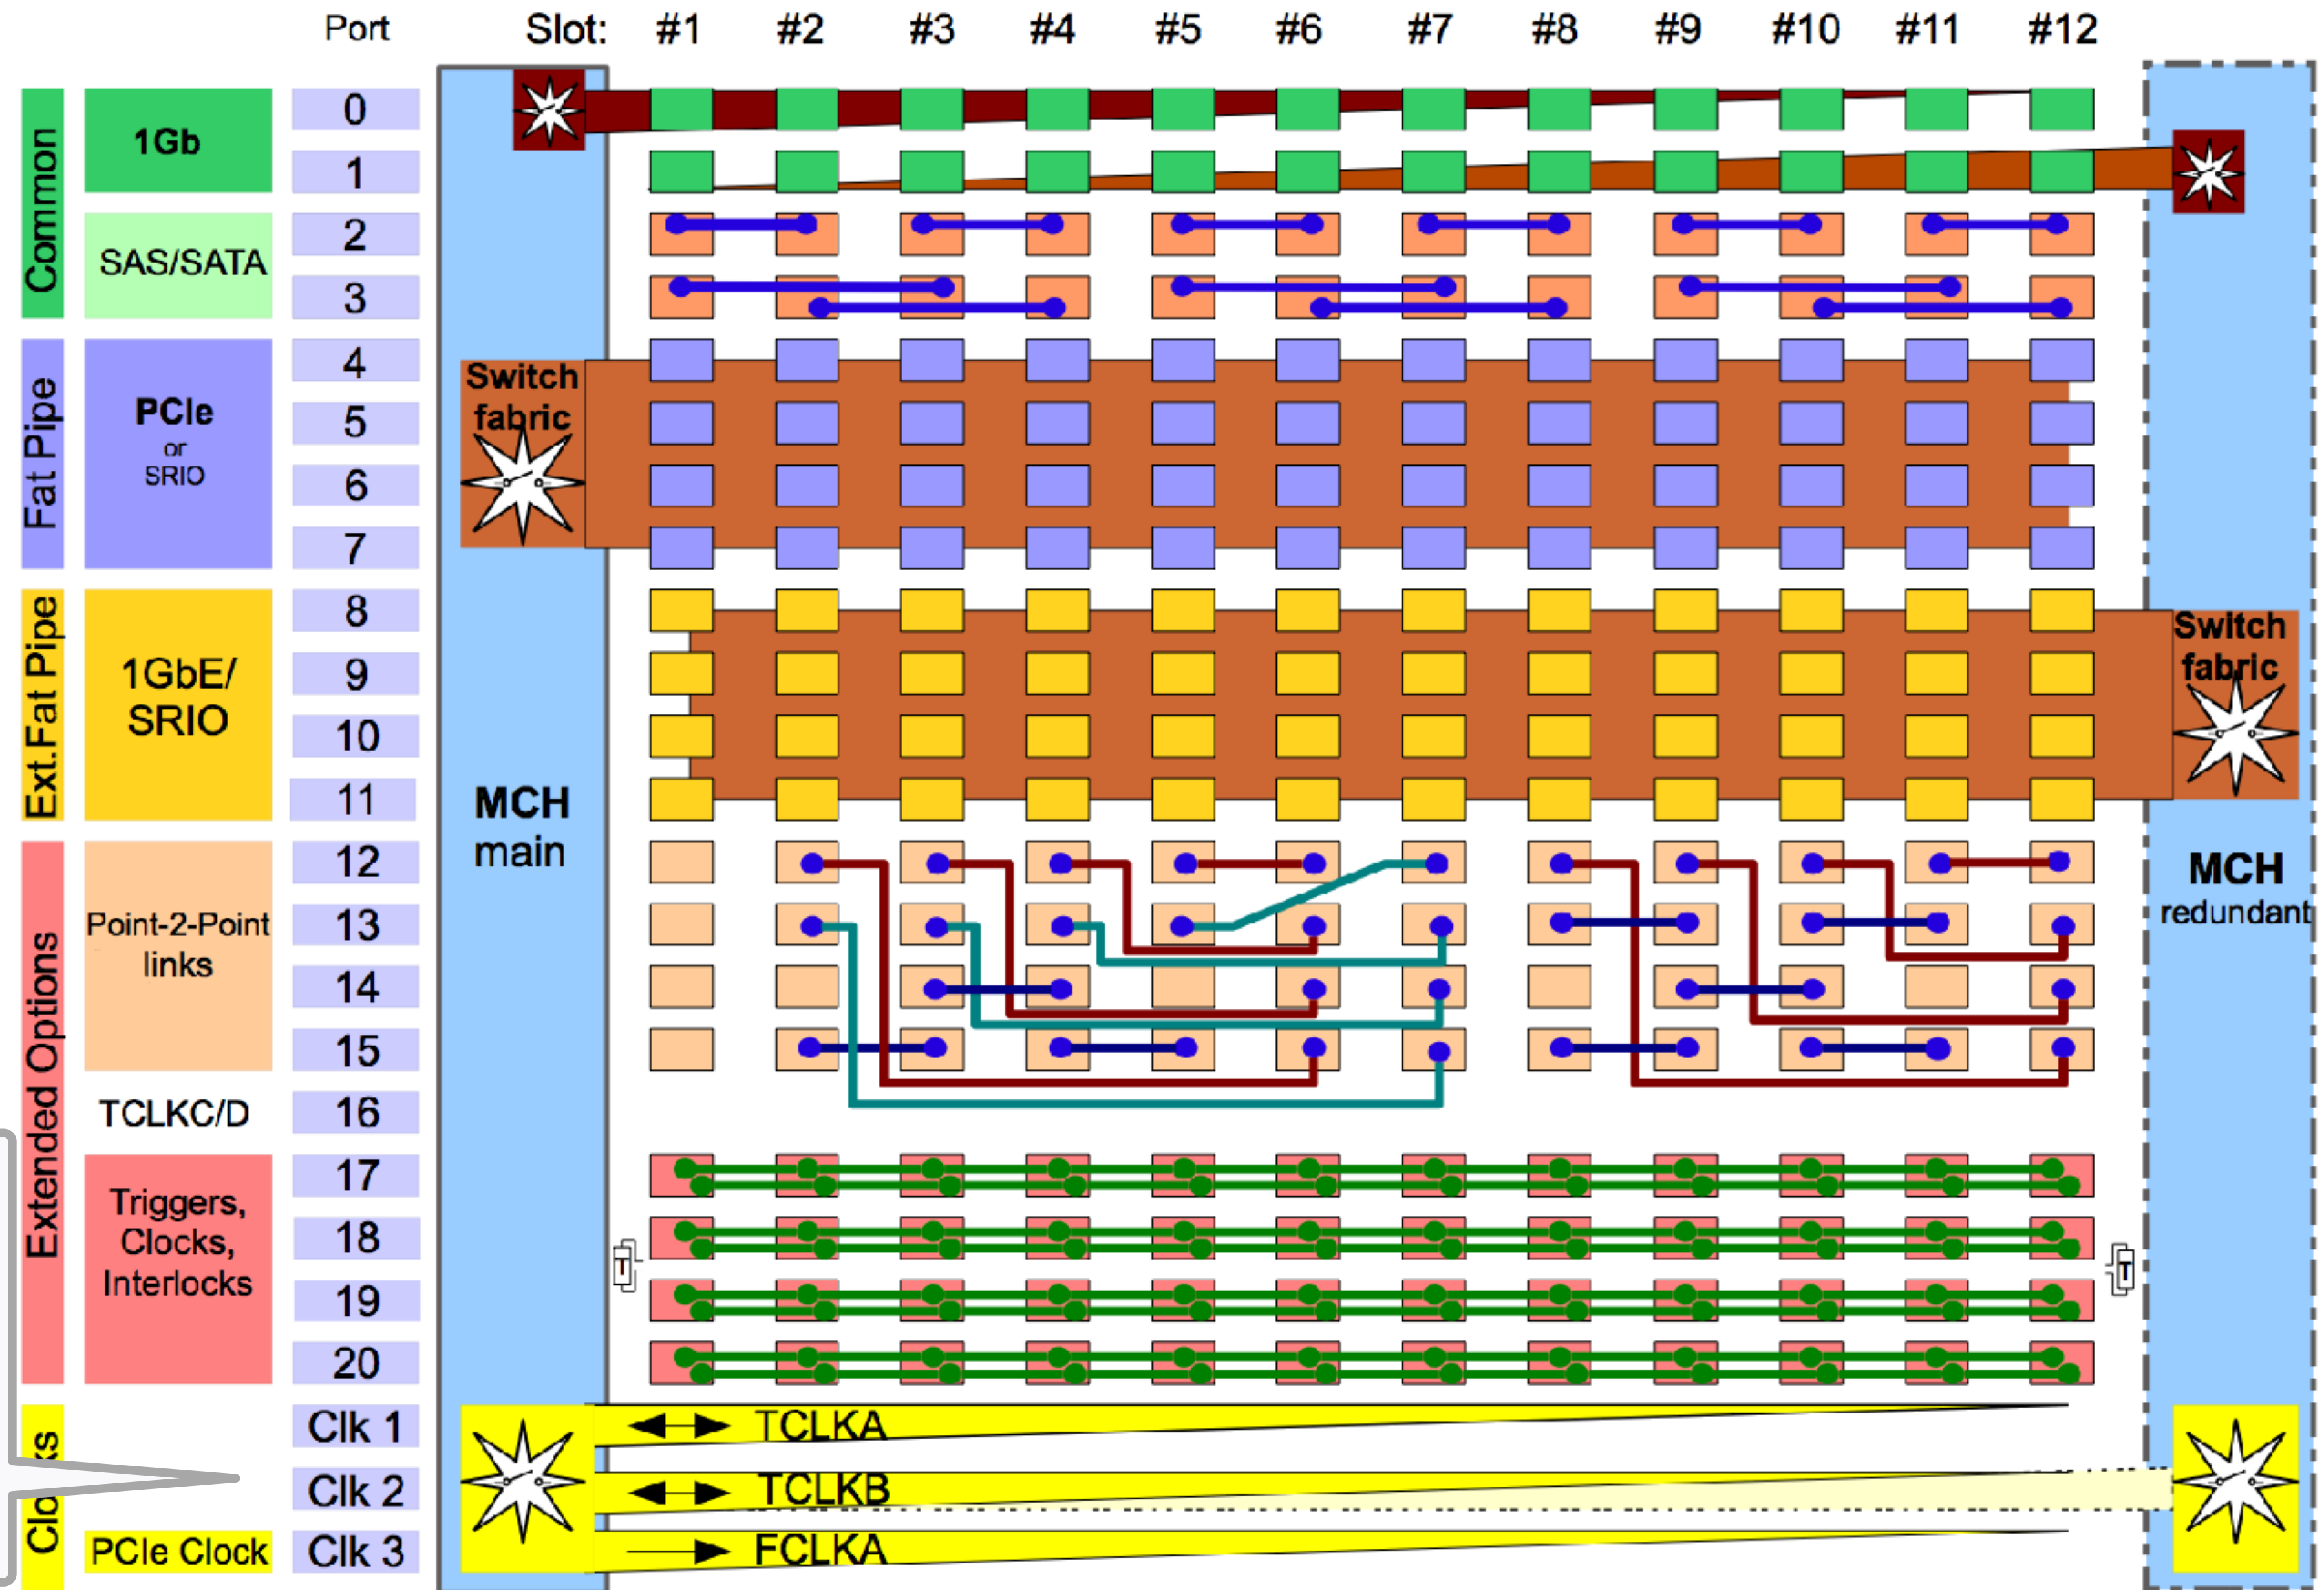 Port Slot: #1 #2 #3 #4 #5 #6 #7 #8 #9 #10 #11 #12
Common
1Gb
0
1
SAS/SATA
2
3
Fat Pipe
PCIe
or
SRIO
4
5
6
7
Switch
fabric
Ext.Fat Pipe
1GbE/
SRIO
8
9
10
11
Switch
fabric
MCH
main
MCH
redundant
Extended Options
Point-2-Point
links
12
13
14
15
TCLKC/D
16
Triggers,
Clocks,
Interlocks
17
18
19
20
T
T
Clocks
Clk 1
TCLKA
Clk 2
TCLKB
PCIe Clock
Clk 3
FCLKA